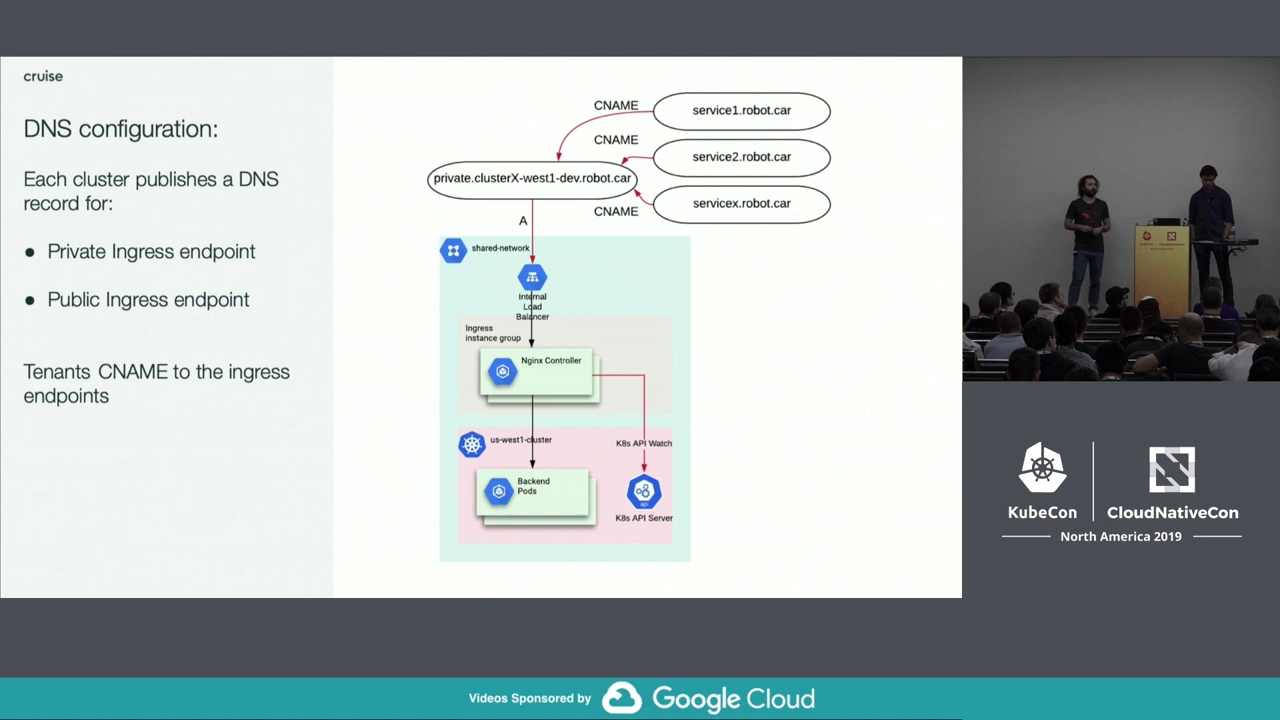 cruise
DNS configuration:
Each cluster publishes a DNS
record for:
● Private Ingress endpoint
● Public Ingress endpoint
Tenants CNAME to the ingress
endpoints
CNAME
service1.robot.car
CNAME
service2.robot.car
private.clusterX-west1-dev.robot.car
CNAME
servicex.robot.car
A
shared-network
Internal
Load
Balancer
Ingress
instance group
Nginx Controller
us-west1-cluster
K8s API Watch
Backend
Pods
K8s API Server
KubeCon
CloudNativeCon
North America 2019
Videos Sponsored by
Google Cloud